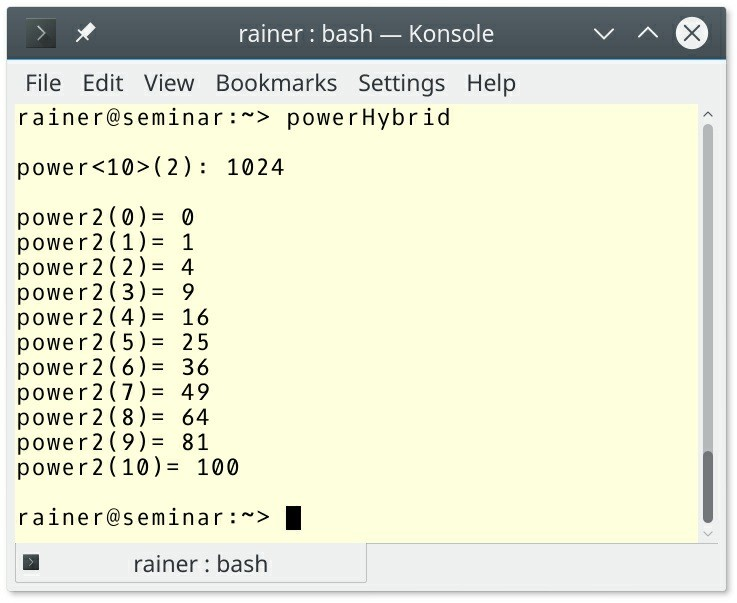 rainer : bash — Konsole
File Edit View Bookmarks Settings Help
rainer@seminar:~> powerHybrid
power<10>(2): 1024
power2(0)= 0
power2(1)= 1
power2(2)= 4
power2(3)= 9
power2(4)= 16
power2(5)= 25
power2(6)= 36
power2(7)= 49
power2(8)= 64
power2(9)= 81
power2(10)= 100
rainer@seminar:~>
rainer : bash